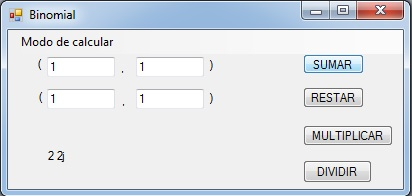 Binomial
Modo de calcular
( 1 , 1 ) SUMAR
( 1 , 1 ) RESTAR
MULTIPLICAR
2 2j
DIVIDIR